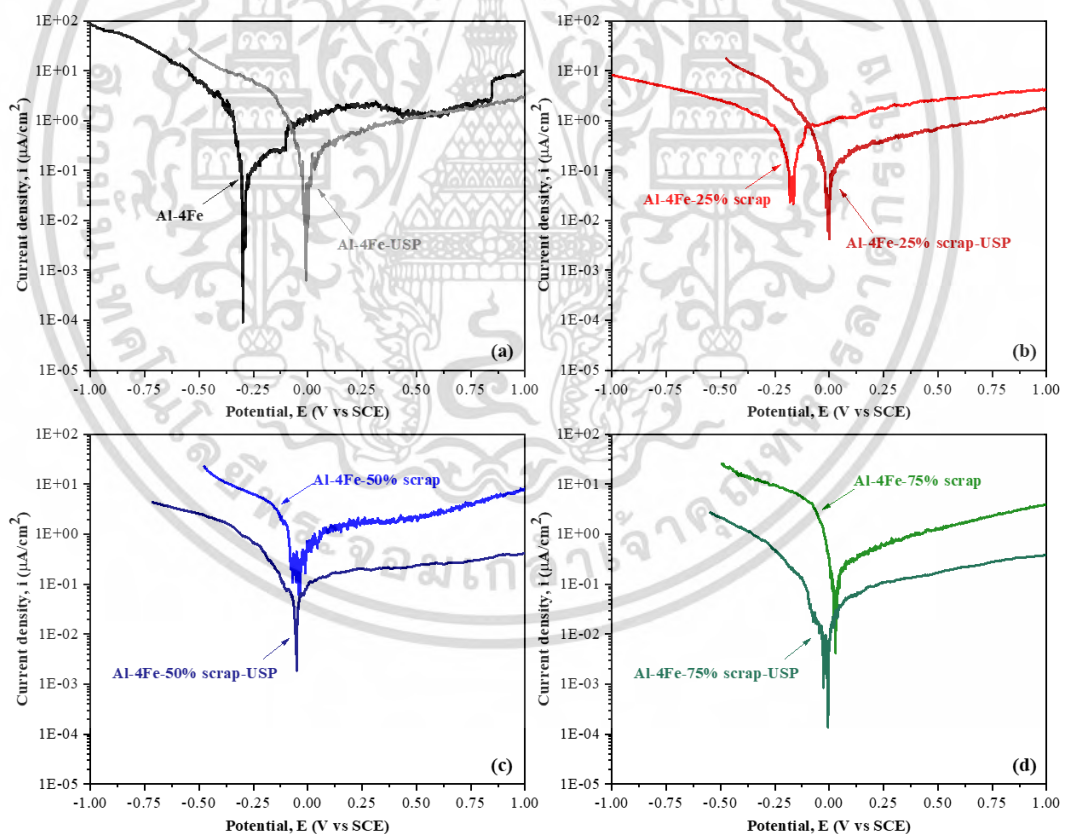 1E+02
1E+01
1E+00
1E-01
1E-02
1E-03
1E-04
1E-05
Current density, i (μA/cm²)
Al-4Fe
Al-4Fe-USP
(a)
-1.00 -0.75 -0.50 -0.25 0.00 0.25 0.50 0.75 1.00
Potential, E (V vs SCE)
1E+02
1E+01
1E+00
1E-01
1E-02
1E-03
1E-04
1E-05
Current density, i (μA/cm²)
Al-4Fe-25% scrap
Al-4Fe-25% scrap-USP
(b)
-1.00 -0.75 -0.50 -0.25 0.00 0.25 0.50 0.75 1.00
Potential, E (V vs SCE)
1E+02
1E+01
1E+00
1E-01
1E-02
1E-03
1E-04
1E-05
Current density, i (μA/cm²)
Al-4Fe-50% scrap
Al-4Fe-50% scrap-USP
(c)
-1.00 -0.75 -0.50 -0.25 0.00 0.25 0.50 0.75 1.00
Potential, E (V vs SCE)
1E+02
1E+01
1E+00
1E-01
1E-02
1E-03
1E-04
1E-05
Current density, i (μA/cm²)
Al-4Fe-75% scrap
Al-4Fe-75% scrap-USP
(d)
-1.00 -0.75 -0.50 -0.25 0.00 0.25 0.50 0.75 1.00
Potential, E (V vs SCE)